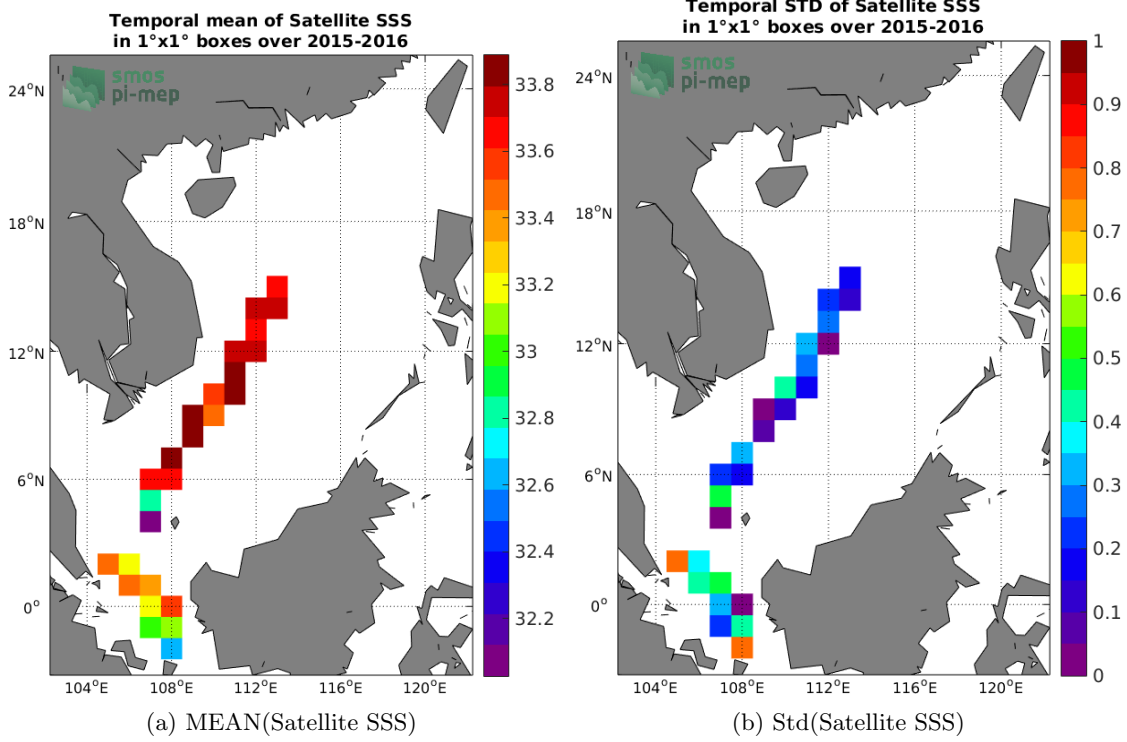 Temporal mean of Satellite SSS
in 1°x1° boxes over 2015-2016
smos
pi-mep
24°N
18°N
12°N
6°N
0°
104°E 108°E 112°E 116°E 120°E
33.8
33.6
33.4
33.2
33
32.8
32.6
32.4
32.2
(a) MEAN(Satellite SSS)
Temporal STD of Satellite SSS
in 1°x1° boxes over 2015-2016
smos
pi-mep
24°N
18°N
12°N
6°N
0°
104°E 108°E 112°E 116°E 120°E
1
0.9
0.8
0.7
0.6
0.5
0.4
0.3
0.2
0.1
0
(b) Std(Satellite SSS)